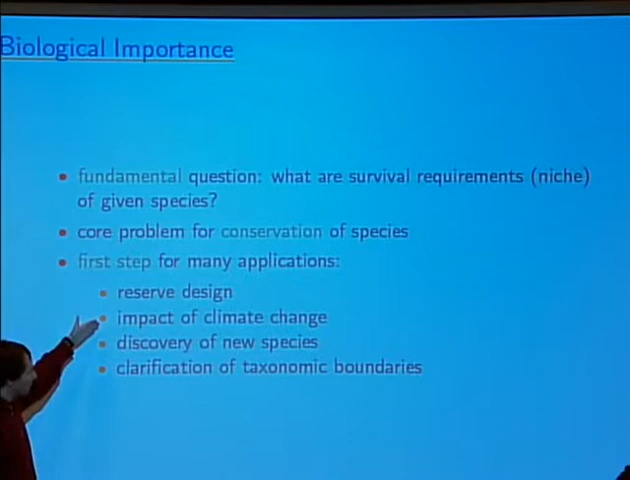 Biological Importance
• fundamental question: what are survival requirements (niche)
of given species?
• core problem for conservation of species
• first step for many applications:
• reserve design
• impact of climate change
• discovery of new species
• clarification of taxonomic boundaries